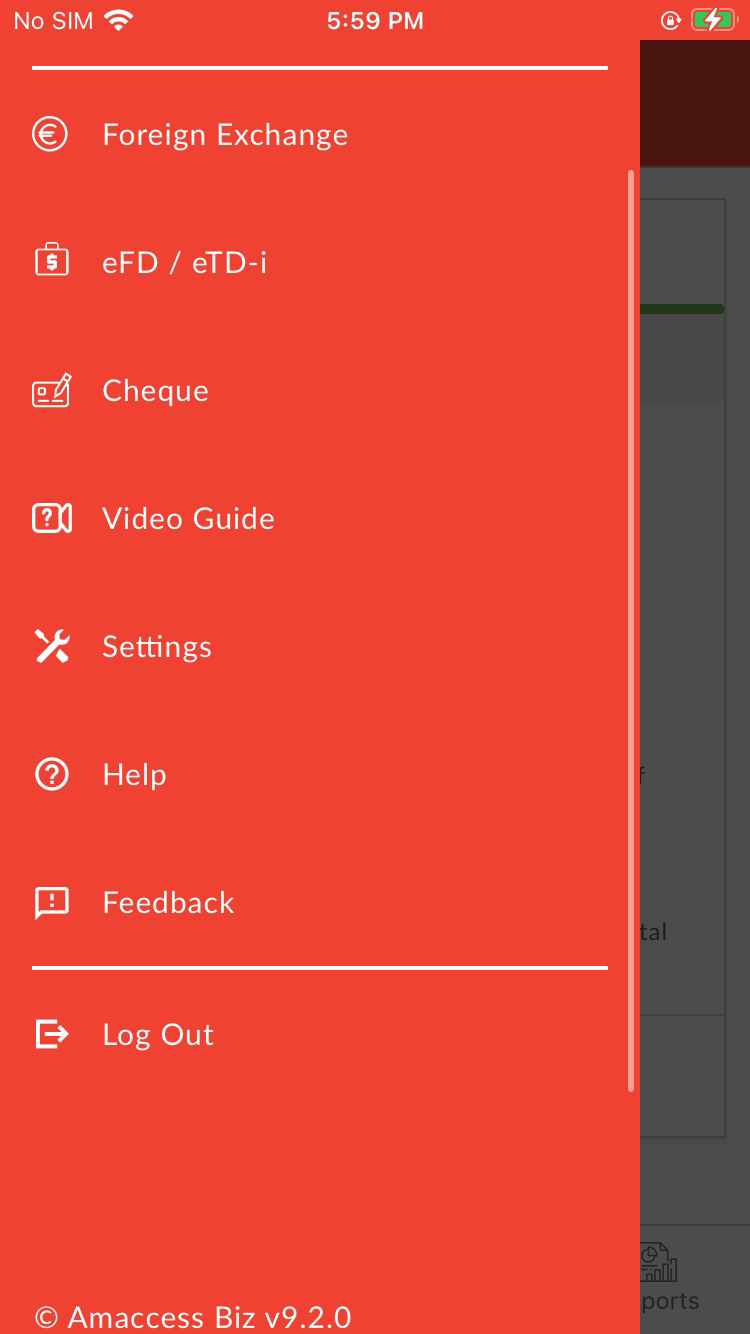 No SIM 5:59 PM
Foreign Exchange
eFD / eTD-i
Cheque
Video Guide
Settings
Help
f
Feedback
tal
Log Out
ports
© Amaccess Biz v9.2.0